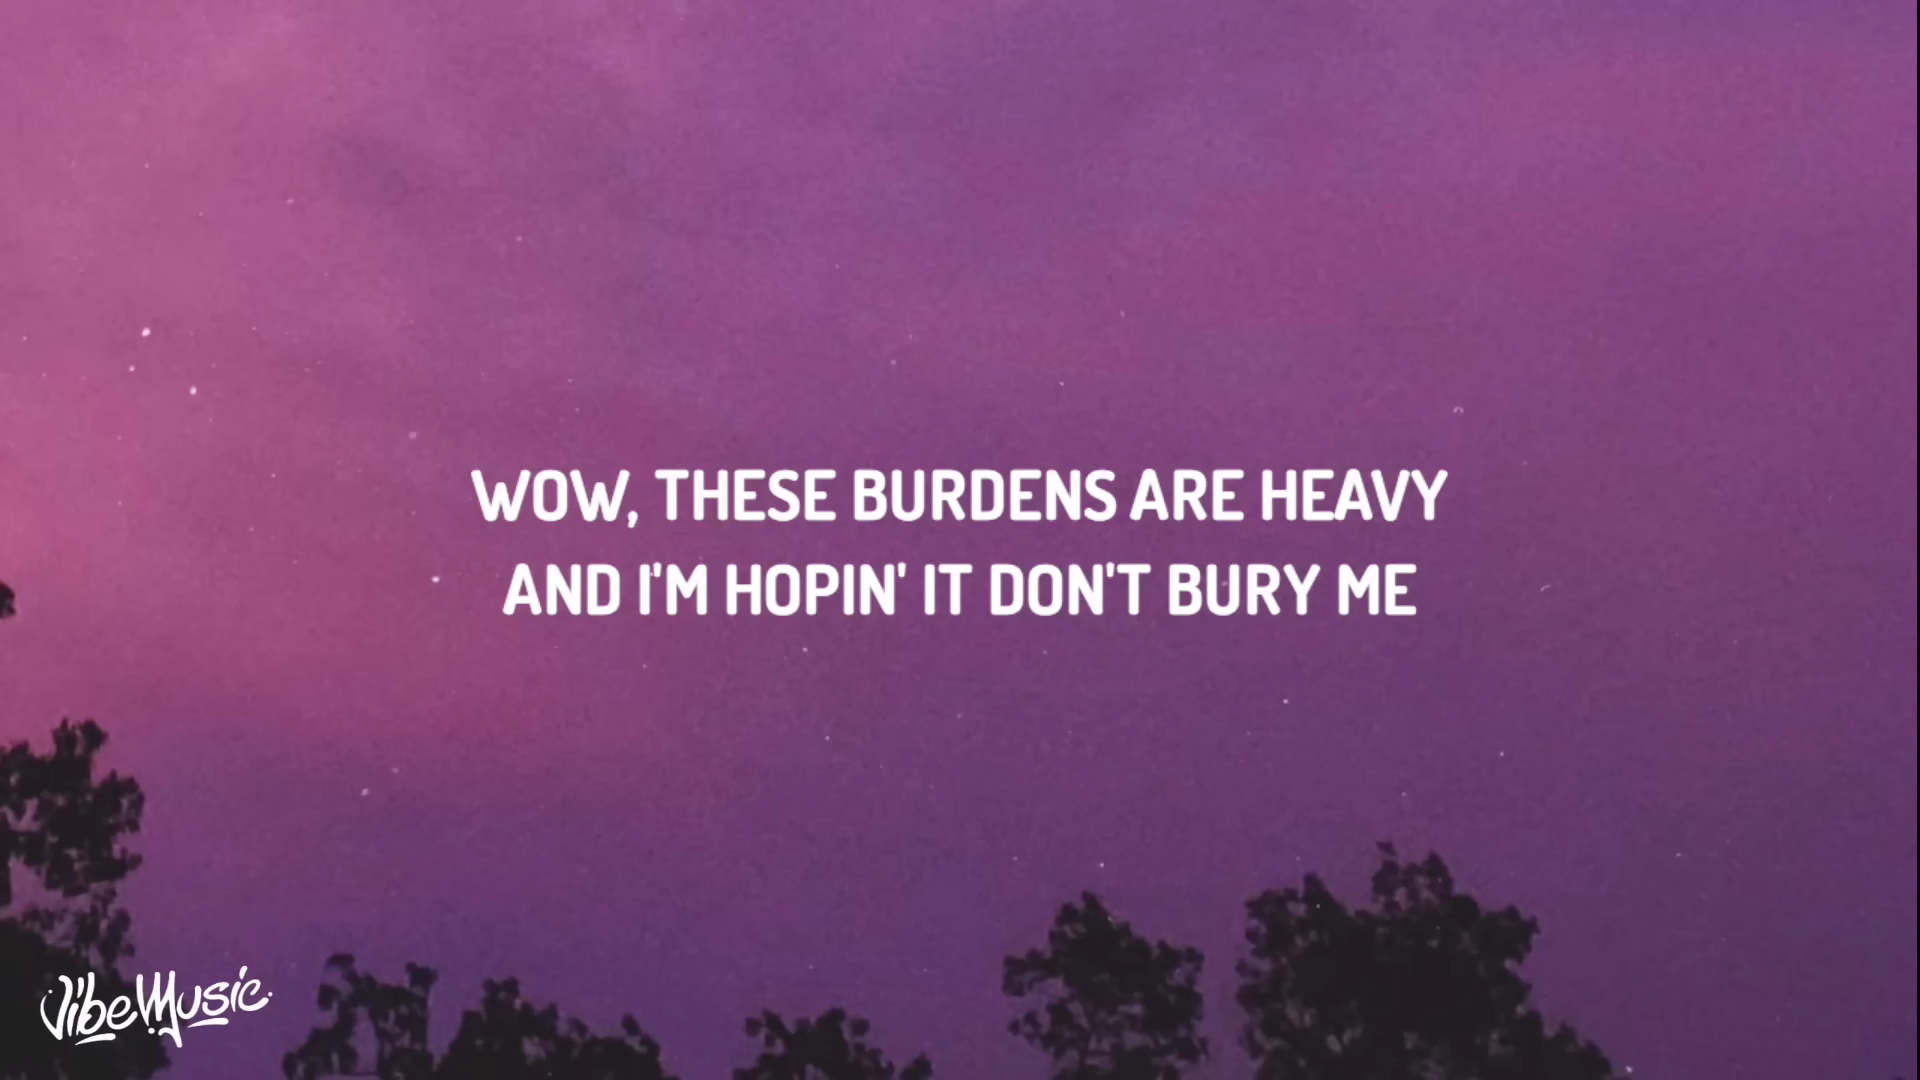 WOW, THESE BURDENS ARE HEAVY
AND I'M HOPIN' IT DON'T BURY ME
VibeMusic